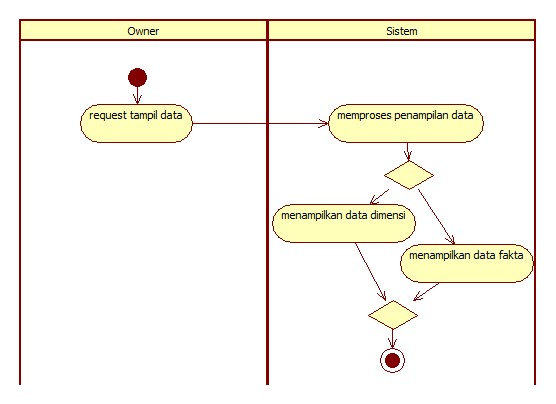 Owner
Sistem
request tampil data
memproses penampilan data
menampilkan data dimensi
menampilkan data fakta